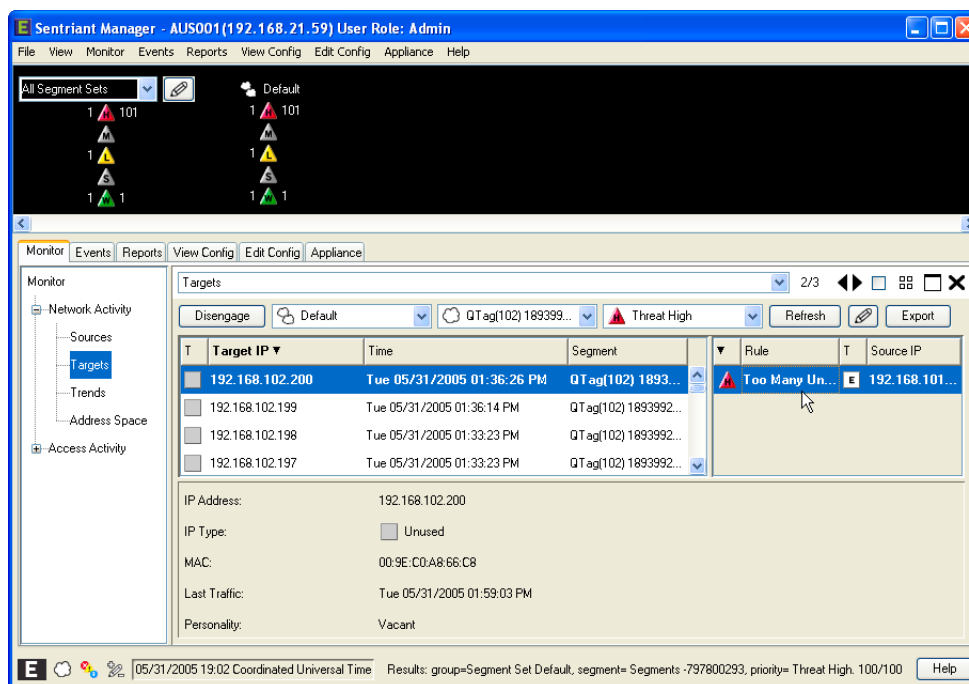 E Sentriant Manager - AUS001(192.168.21.59) User Role: Admin
File View Monitor Events Reports View Config Edit Config Appliance Help
All Segment Sets Default
1 H 101 1 H 101
M M
1 L 1 L
S S
1 1 1 1
Monitor Events Reports View Config Edit Config Appliance
Monitor
Network Activity
Sources
Targets
Trends
Address Space
Access Activity
Targets 2/3
Disengage Default QTag(102) 189399... H Threat High Refresh Export
T Target IP Time Segment
192.168.102.200 Tue 05/31/2005 01:36:26 PM QTag(102) 1893...
192.168.102.199 Tue 05/31/2005 01:36:14 PM QTag(102) 1893992...
192.168.102.198 Tue 05/31/2005 01:33:23 PM QTag(102) 1893992...
192.168.102.197 Tue 05/31/2005 01:33:23 PM QTag(102) 1893992...
Rule T Source IP
H Too Many Un... E 192.168.101...
IP Address: 192.168.102.200
IP Type: Unused
MAC: 00:9E:C0:A8:66:C8
Last Traffic: Tue 05/31/2005 01:59:03 PM
Personality: Vacant
E 05/31/2005 19:02 Coordinated Universal Time Results: group=Segment Set Default, segment= Segments -797800293, priority= Threat High. 100/100 Help